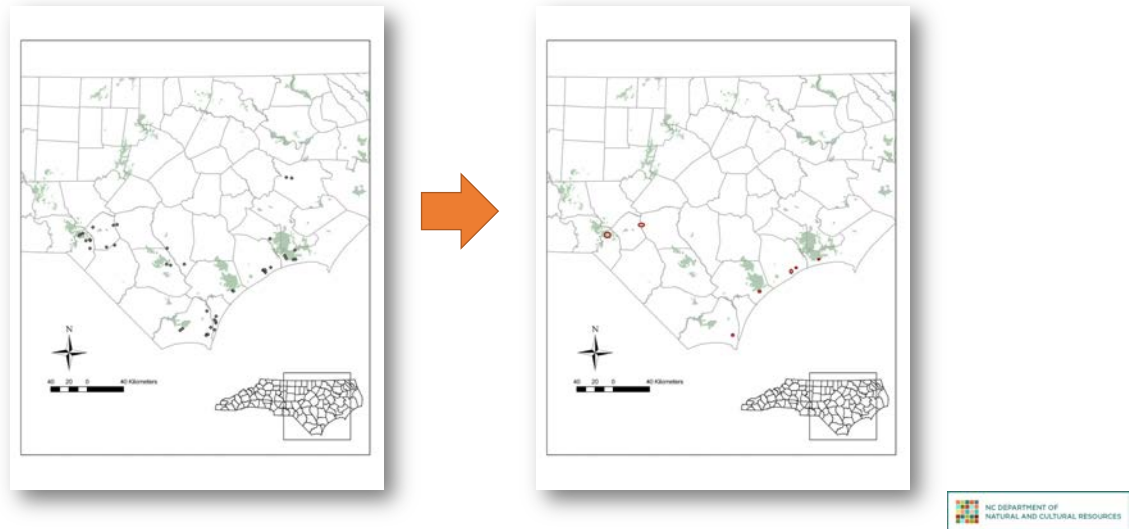 N
40 20 0 40 Kilometers
N
40 20 0 40 Kilometers
NC DEPARTMENT OF
NATURAL AND CULTURAL RESOURCES